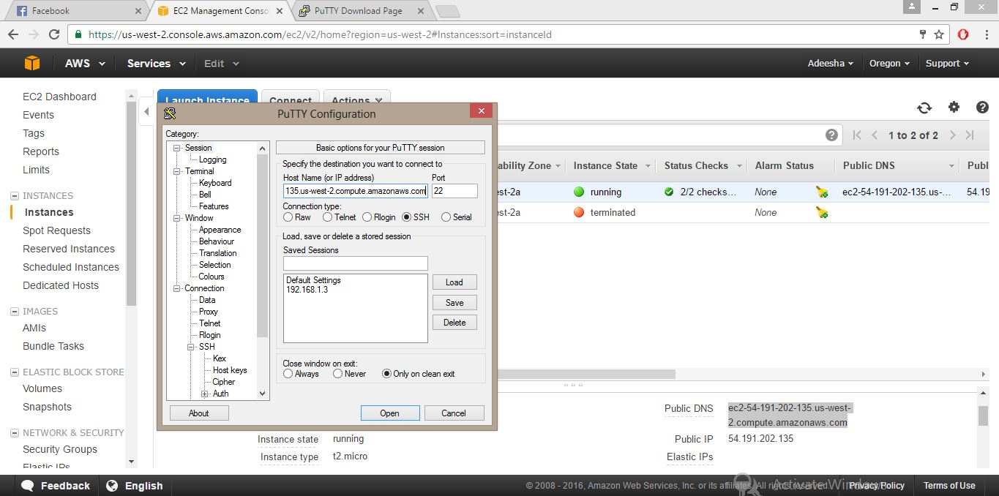 Facebook
EC2 Management Conso
PuTTY Download Page
https://us-west-2.console.aws.amazon.com/ec2/v2/home?region=us-west-2#Instances:sort=instanceId
AWS Services Edit Adeesha Oregon Support
EC2 Dashboard
Events
Tags
Reports
Limits
INSTANCES
Instances
Spot Requests
Reserved Instances
Scheduled Instances
Dedicated Hosts
IMAGES
AMIs
Bundle Tasks
ELASTIC BLOCK STORE
Volumes
Snapshots
NETWORK & SECURITY
Security Groups
Elastic IPs
Launch Instance Connect Actions
PuTTY Configuration
Category:
Session
Logging
Terminal
Keyboard
Bell
Features
Window
Appearance
Behaviour
Translation
Selection
Colours
Connection
Data
Proxy
Telnet
Rlogin
SSH
Kex
Host keys
Cipher
Auth
Basic options for your PuTTY session
Specify the destination you want to connect to
Host Name (or IP address) Port
135.us-west-2.compute.amazonaws.com 22
Connection type:
Raw Telnet Rlogin SSH Serial
Load, save or delete a stored session
Saved Sessions
Default Settings
192.168.1.3
Load
Save
Delete
Close window on exit:
Always Never Only on clean exit
About Open Cancel
1 to 2 of 2
ability Zone Instance State Status Checks Alarm Status Public DNS Publ
est-2a running 2/2 checks... None ec2-54-191-202-135.us-... 54.19
est-2a terminated None
Instance state running
Instance type t2.micro
Public DNS ec2-54-191-202-135.us-west-
2.compute.amazonaws.com
Public IP 54.191.202.135
Elastic IPs
Feedback English
© 2008 - 2016, Amazon Web Services, Inc. or its affiliates. All rights reserved. Privacy Policy Terms of Use
Activate Windows